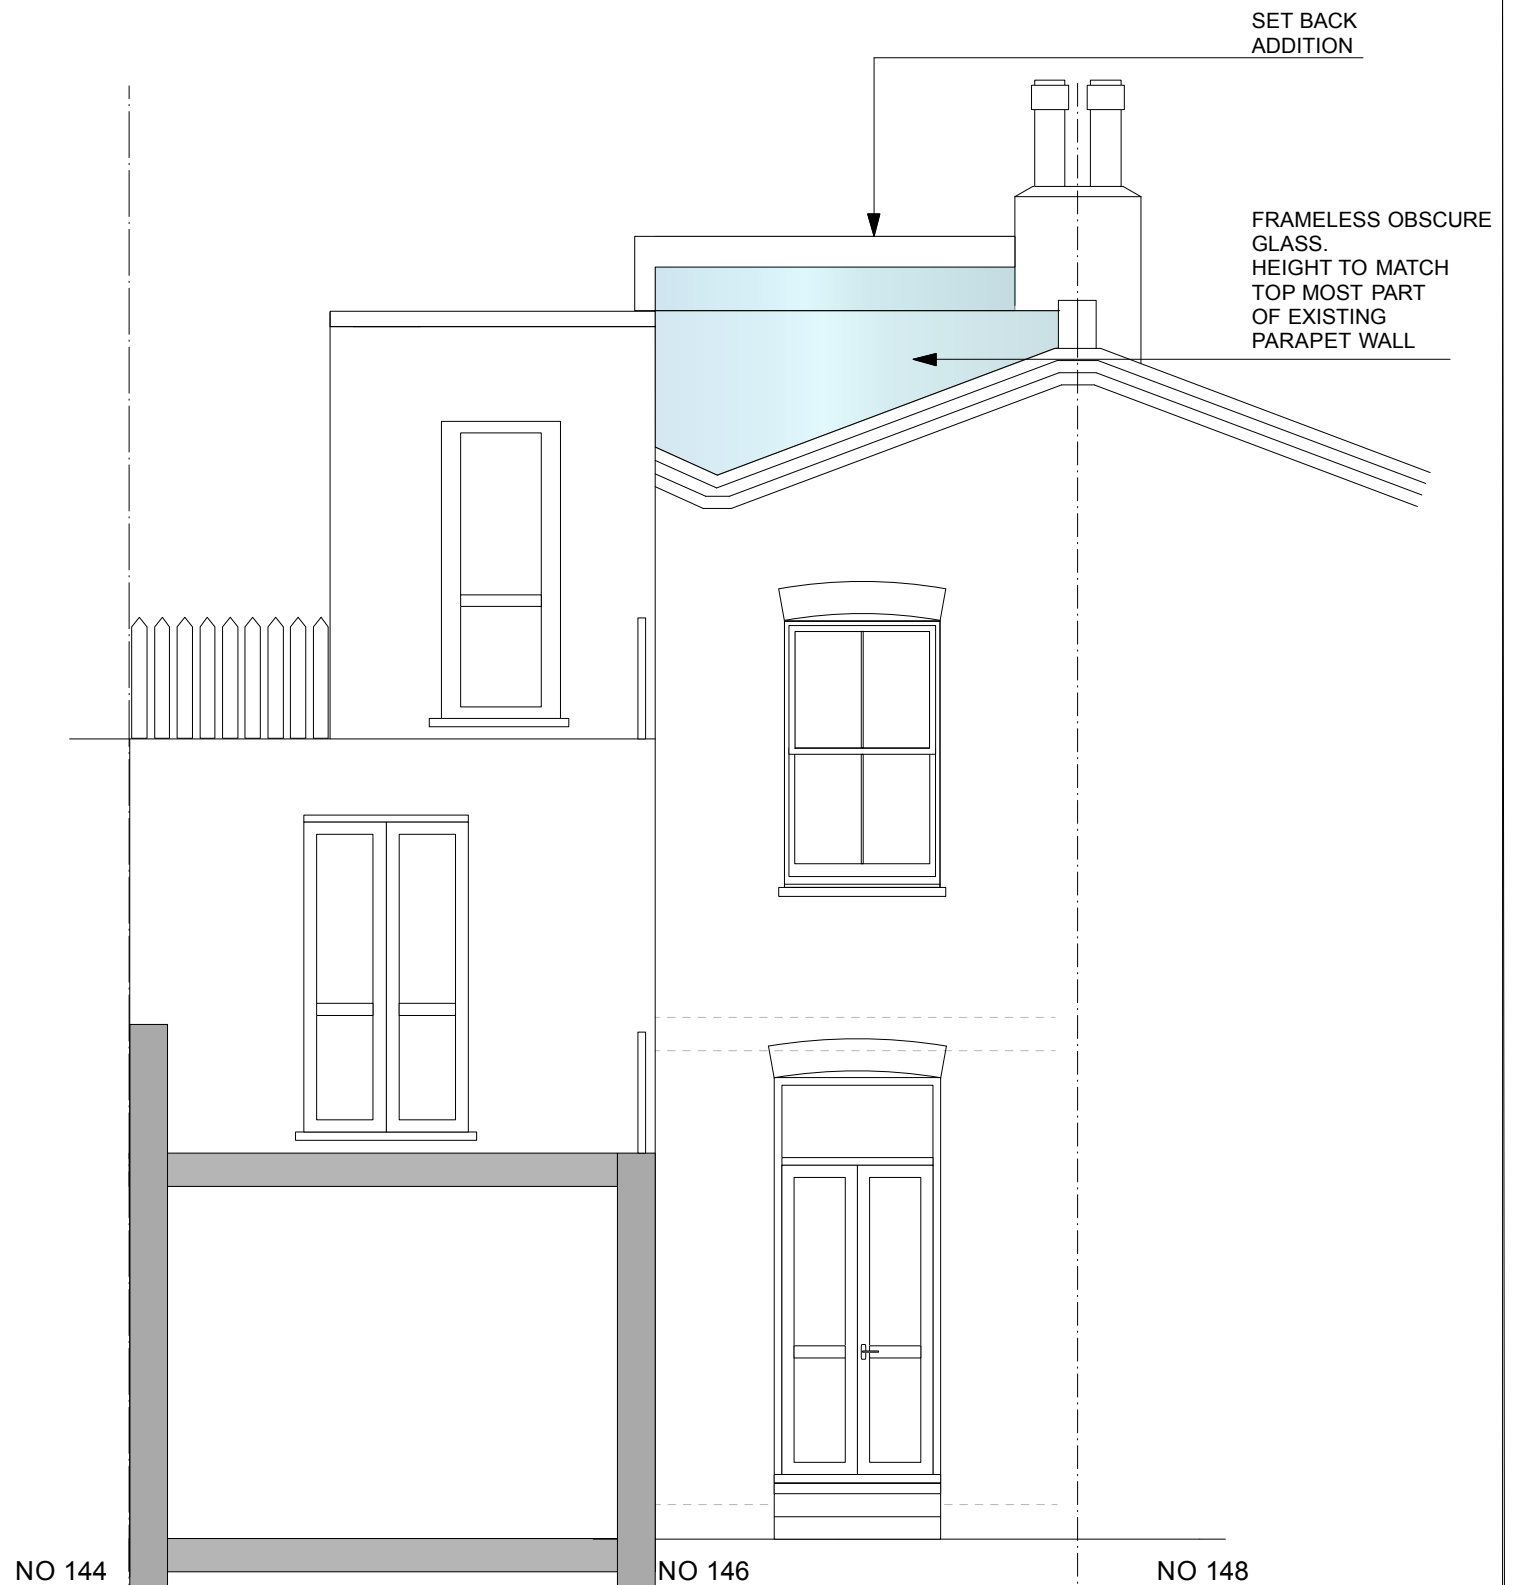 SET BACK
ADDITION
FRAMELESS OBSCURE
GLASS.
HEIGHT TO MATCH
TOP MOST PART
OF EXISTING
PARAPET WALL
NO 144
NO 146
NO 148